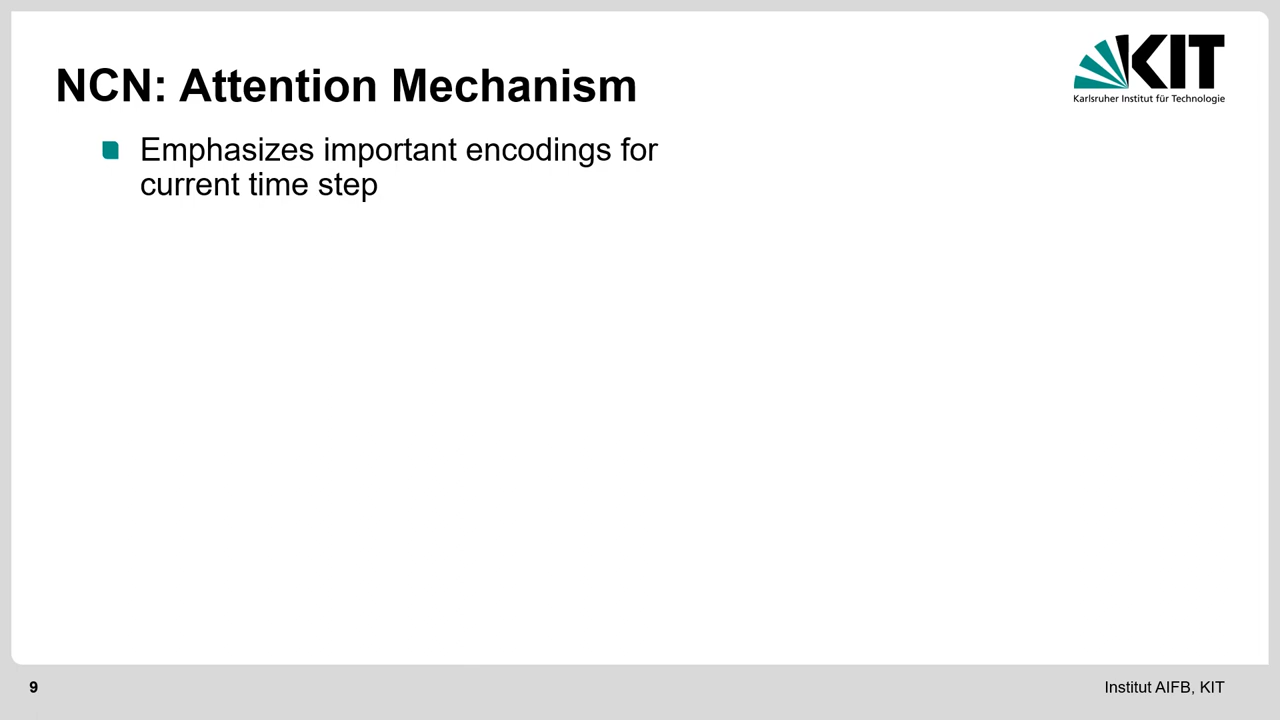 KIT
Karlsruher Institut für Technologie
NCN: Attention Mechanism
Emphasizes important encodings for
current time step
9
Institut AIFB, KIT